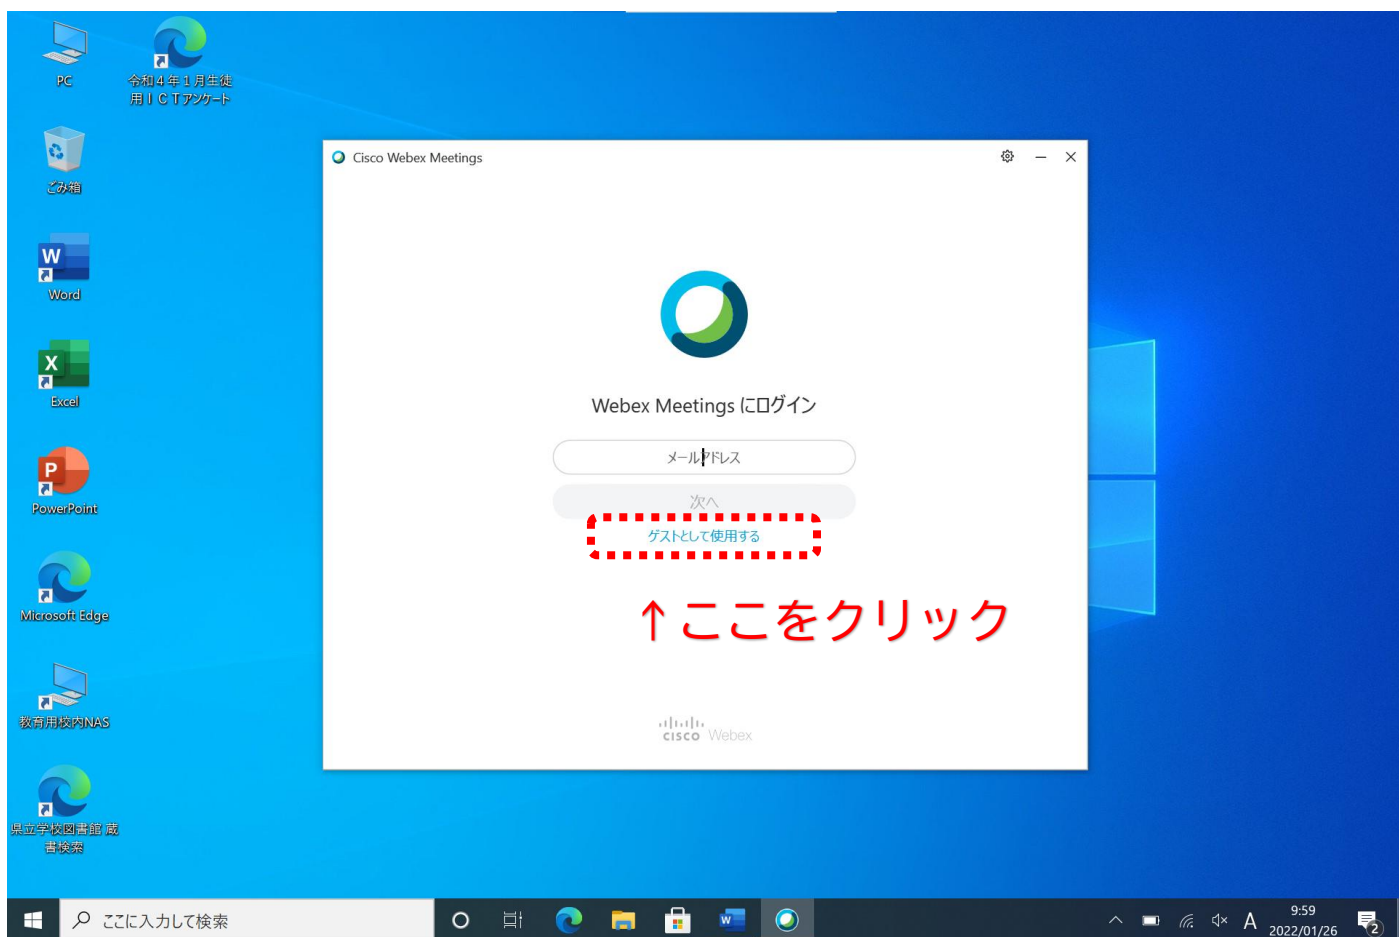 PC
令和４年１月生徒
用ＩＣＴアンケート
ごみ箱
Word
Excel
PowerPoint
Microsoft Edge
教育用校内NAS
県立学校図書館 蔵
書検索
Cisco Webex Meetings
Webex Meetings にログイン
メールアドレス
次へ
ゲストとして使用する
↑ここをクリック
cisco Webex
ここに入力して検索
A
9:59
2022/01/26
2